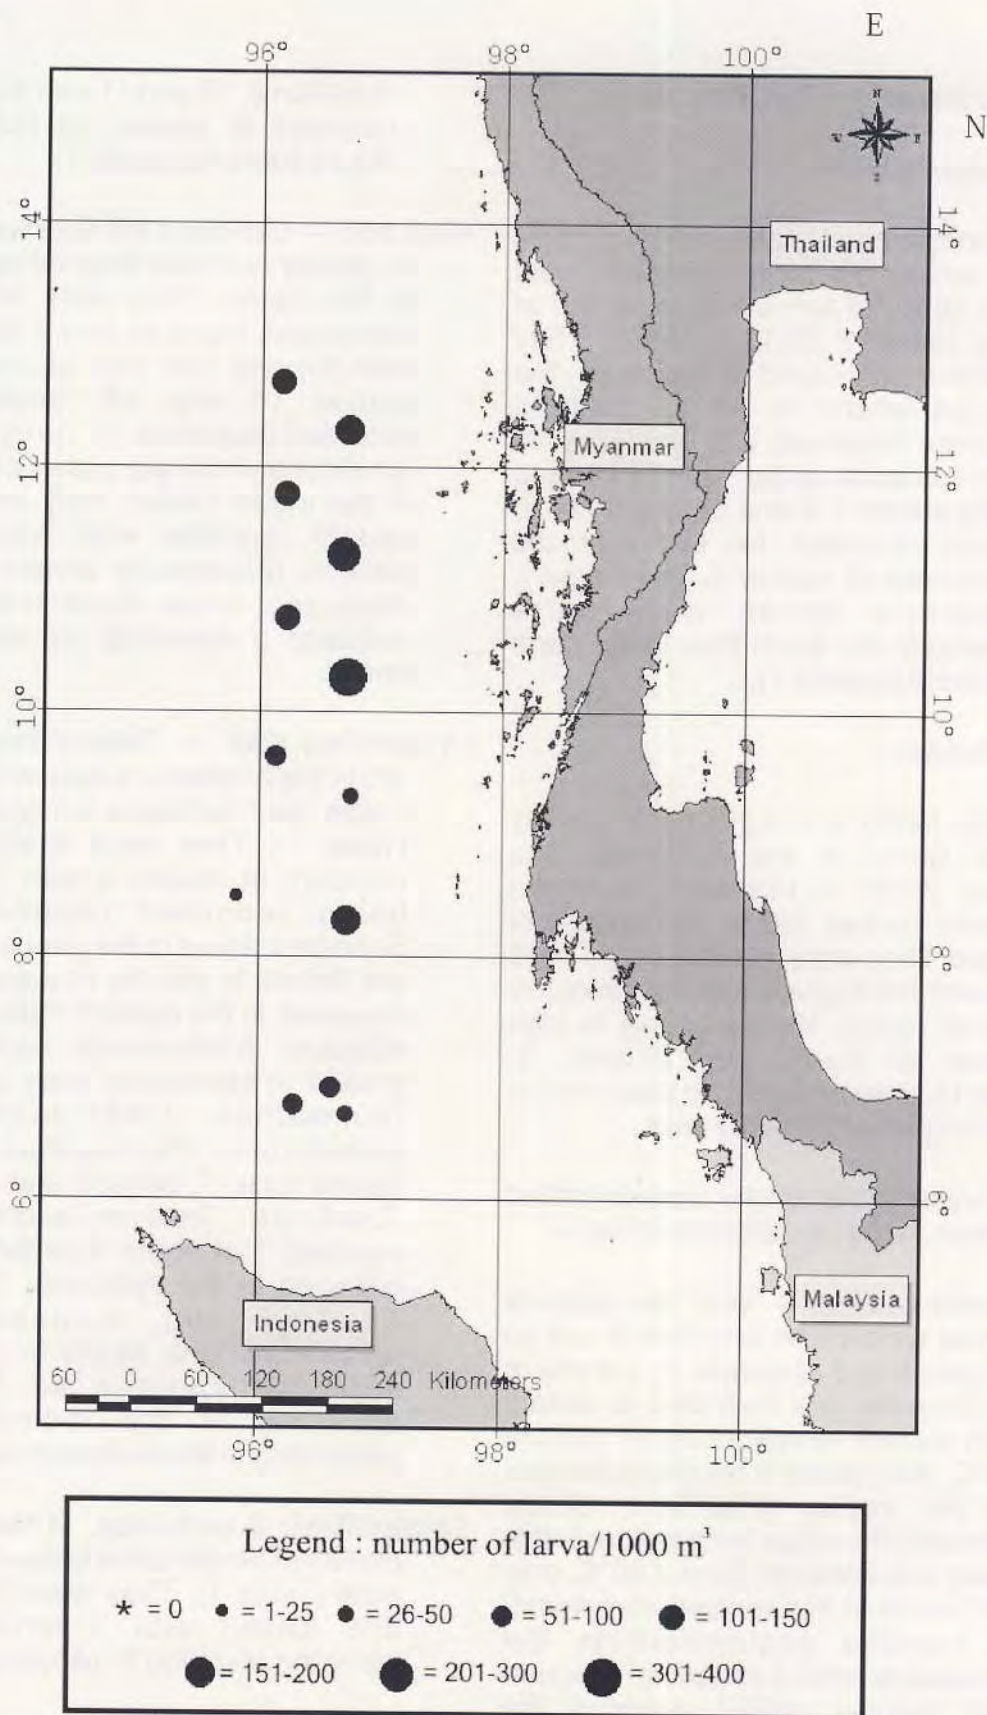 E
96° 98° 100°
N
14° 14°
Thailand
Myanmar
12° 12°
10° 10°
8° 8°
6° 6°
Malaysia
Indonesia
60 0 60 120 180 240 Kilometers
96° 98° 100°
Legend : number of larva/1000 m³
* = 0 = 1-25 = 26-50 = 51-100 = 101-150
= 151-200 = 201-300 = 301-400